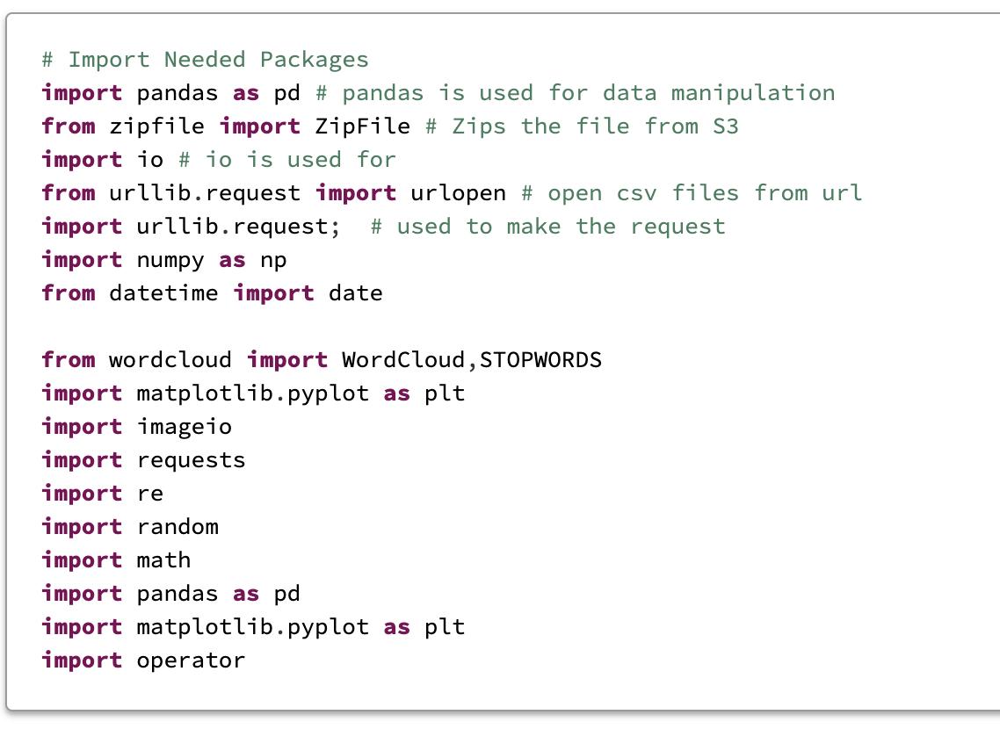 # Import Needed Packages
import pandas as pd # pandas is used for data manipulation
from zipfile import ZipFile # Zips the file from S3
import io # io is used for
from urllib.request import urlopen # open csv files from url
import urllib.request;  # used to make the request
import numpy as np
from datetime import date

from wordcloud import WordCloud,STOPWORDS
import matplotlib.pyplot as plt
import imageio
import requests
import re
import random
import math
import pandas as pd
import matplotlib.pyplot as plt
import operator